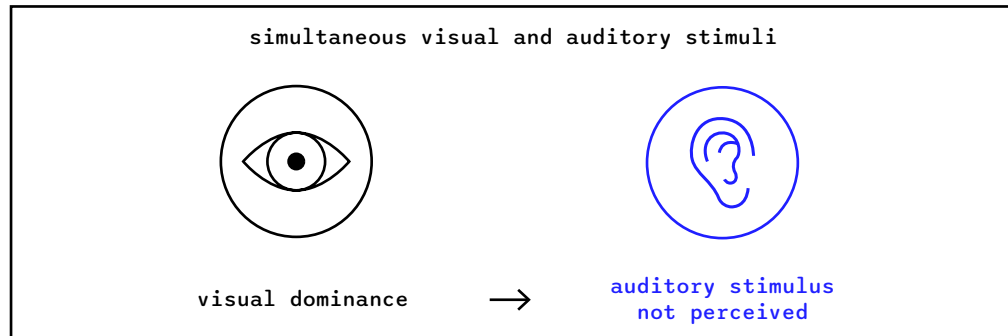 simultaneous visual and auditory stimuli
visual dominance →
auditory stimulus
not perceived